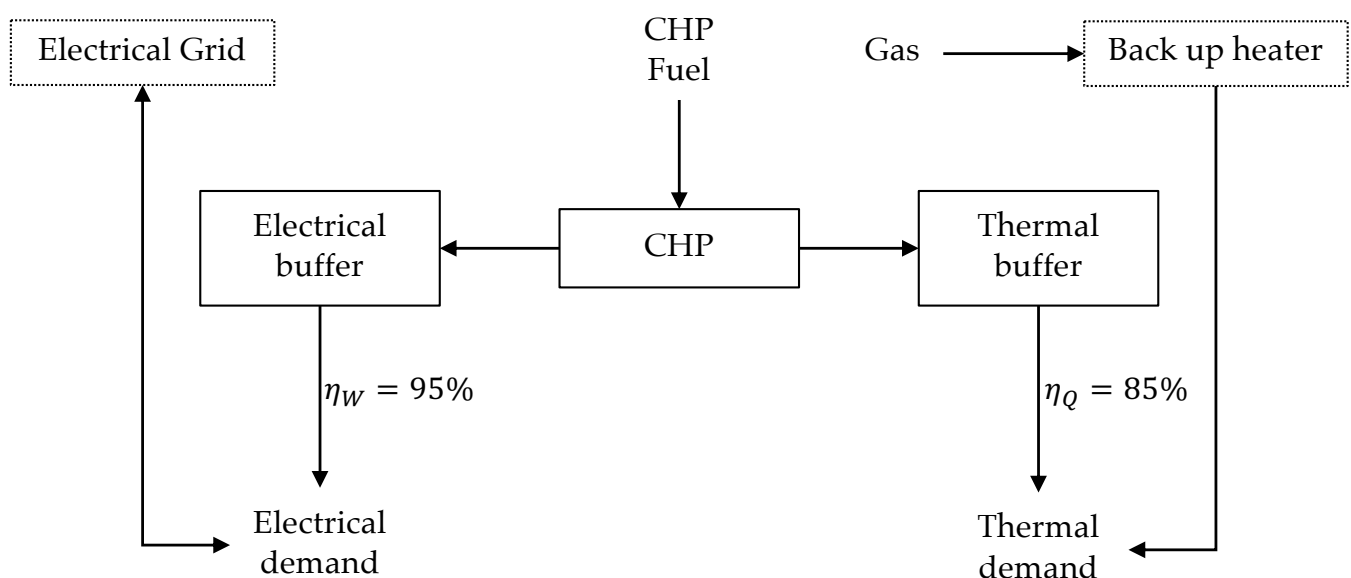 Electrical Grid
CHP
Fuel
Gas
Back up heater
Electrical
buffer
CHP
Thermal
buffer
η_W = 95%
η_Q = 85%
Electrical
demand
Thermal
demand